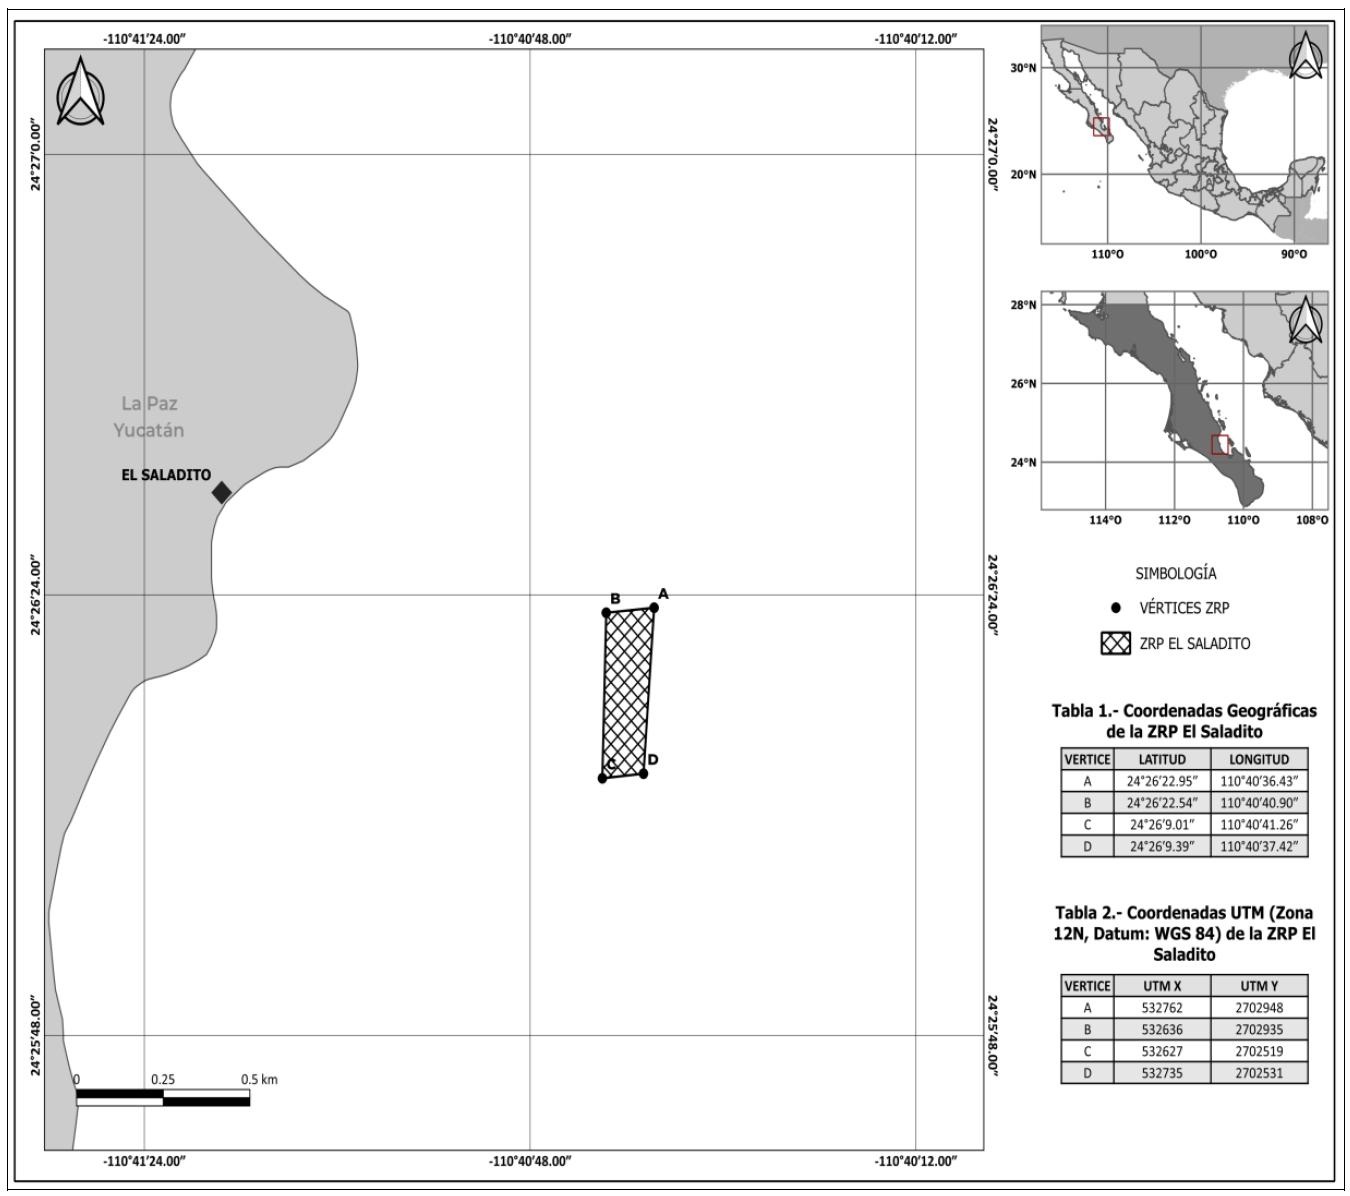 -110°41′24.00″ -110°40′48.00″ -110°40′12.00″
24°27′0.00″
24°26′24.00″
24°25′48.00″
La Paz
Yucatán
EL SALADITO
B
A
C
D
0 0.25 0.5 km
24°27′0.00″
24°26′24.00″
24°25′48.00″
-110°41′24.00″ -110°40′48.00″ -110°40′12.00″
30°N
20°N
110°O 100°O 90°O
28°N
26°N
24°N
114°O 112°O 110°O 108°O
SIMBOLOGÍA
VÉRTICES ZRP
ZRP EL SALADITO
Tabla 1.- Coordenadas Geográficas
de la ZRP El Saladito
VERTICE LATITUD LONGITUD
A 24°26′22.95″ 110°40′36.43″
B 24°26′22.54″ 110°40′40.90″
C 24°26′9.01″ 110°40′41.26″
D 24°26′9.39″ 110°40′37.42″
Tabla 2.- Coordenadas UTM (Zona
12N, Datum: WGS 84) de la ZRP El
Saladito
VERTICE UTM X UTM Y
A 532762 2702948
B 532636 2702935
C 532627 2702519
D 532735 2702531